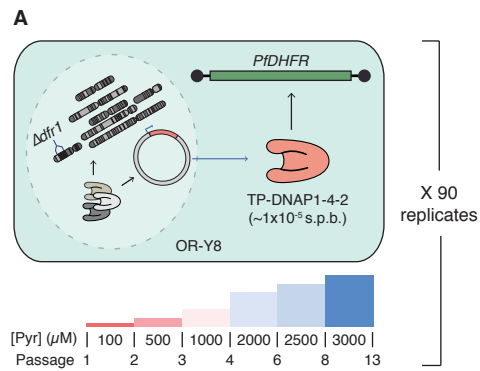 A
PfDHFR
Δdfr1
TP-DNAP1-4-2
(~1x10⁻⁵ s.p.b.)
OR-Y8
X 90
replicates
[Pyr] (μM) 100 500 1000 2000 2500 3000
Passage 1 2 3 4 6 8 13